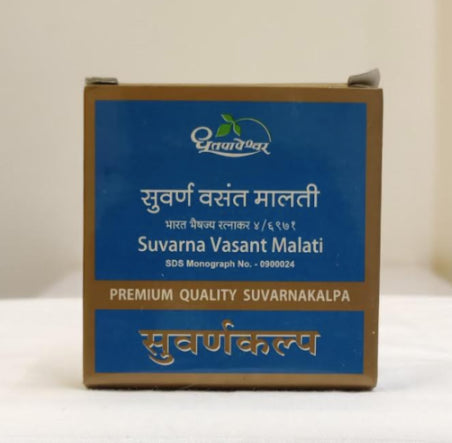 धूतपापेश्वर
सुवर्ण वसंत मालती
भारत भैषज्य रत्नाकर ४/६९७१
Suvarna Vasant Malati
SDS Monograph No. - 0900024
PREMIUM QUALITY SUVARNAKALPA
सुवर्णकल्प